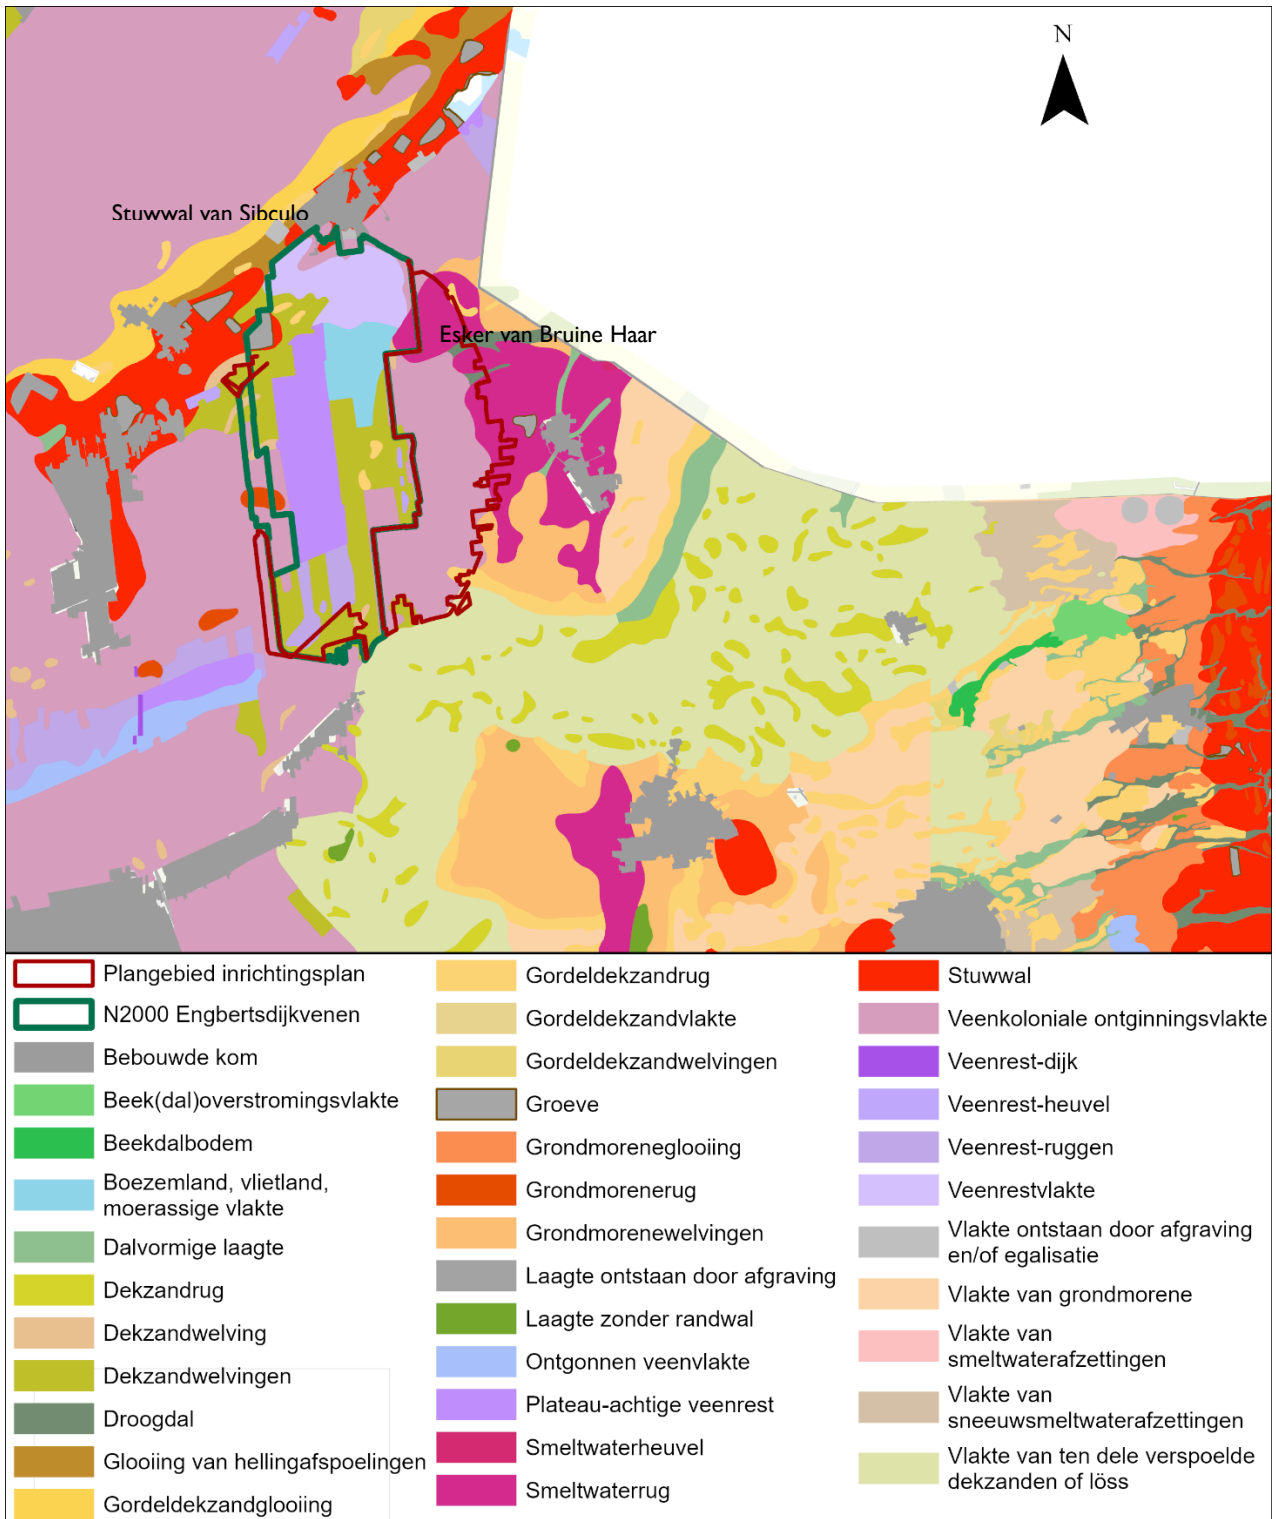 N
Stuwwal van Sibculo
Esker van Bruine Haar
Plangebied inrichtingsplan
N2000 Engbertsdijkvenen
Bebouwde kom
Beek(dal)overstromingsvlakte
Beekdalbodem
Boezemland, vlietland,
moerassige vlakte
Dalvormige laagte
Dekzandrug
Dekzandwelving
Dekzandwelvingen
Droogdal
Glooiing van hellingafspoelingen
Gordeldekzandglooiing
Gordeldekzandrug
Gordeldekzandvlakte
Gordeldekzandwelvingen
Groeve
Grondmoreneglooiing
Grondmorenerug
Grondmorenewelvingen
Laagte ontstaan door afgraving
Laagte zonder randwal
Ontgonnen veenvlakte
Plateau-achtige veenrest
Smeltwaterheuvel
Smeltwaterrug
Stuwwal
Veenkoloniale ontginningsvlakte
Veenrest-dijk
Veenrest-heuvel
Veenrest-ruggen
Veenrestvlakte
Vlakte ontstaan door afgraving
en/of egalisatie
Vlakte van grondmorene
Vlakte van
smeltwaterafzettingen
Vlakte van
sneeuwsmeltwaterafzettingen
Vlakte van ten dele verspoelde
dekzanden of löss